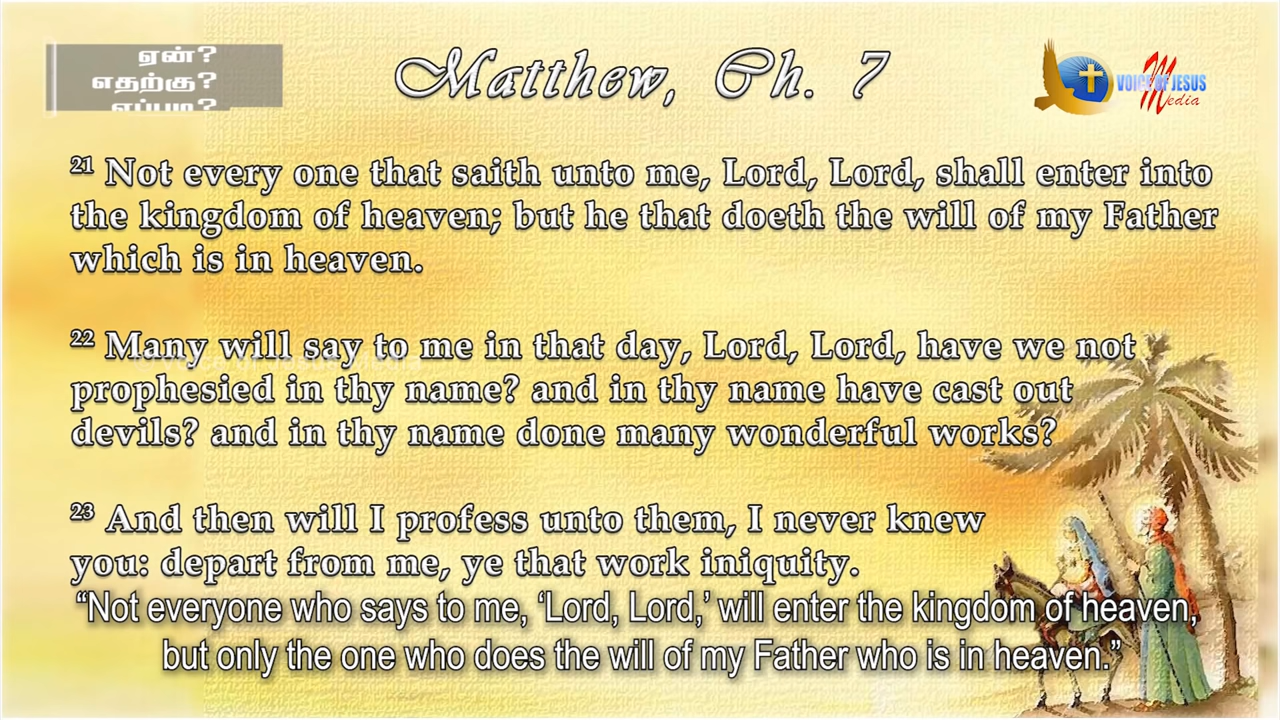 ஏன்?
எதற்கு?
எப்படி?
Matthew, Ch. 7
VOICE OF JESUS
Media
21 Not every one that saith unto me, Lord, Lord, shall enter into
the kingdom of heaven; but he that doeth the will of my Father
which is in heaven.
22 Many will say to me in that day, Lord, Lord, have we not
prophesied in thy name? and in thy name have cast out
devils? and in thy name done many wonderful works?
23 And then will I profess unto them, I never knew
you: depart from me, ye that work iniquity.
“Not everyone who says to me, ‘Lord, Lord,’ will enter the kingdom of heaven,
but only the one who does the will of my Father who is in heaven.”